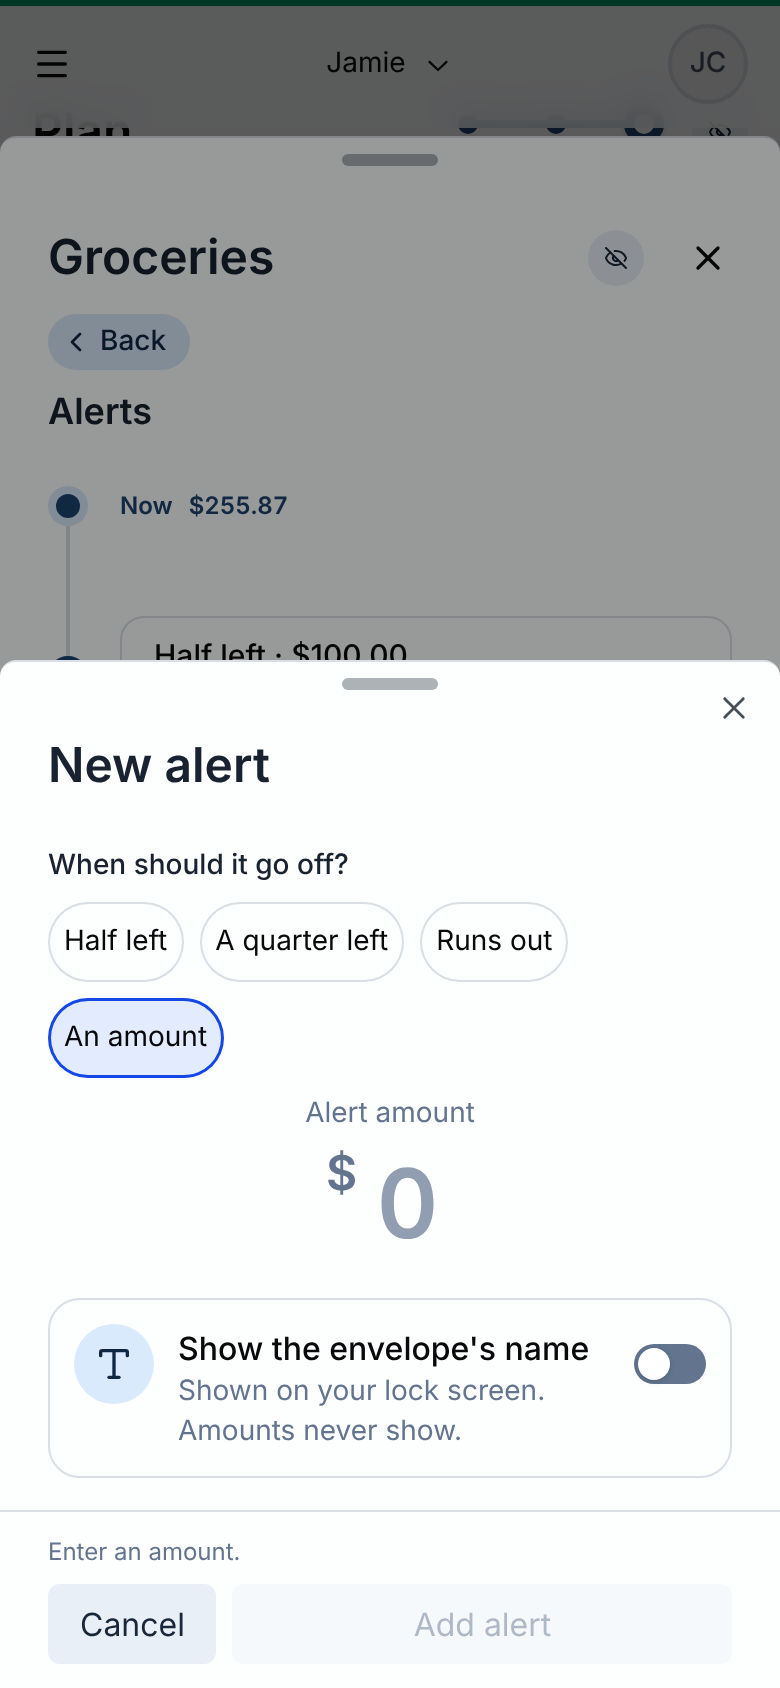 Jamie
JC
Plan
Groceries
Back
Alerts
Now $255.87
Half left · $100.00
New alert
When should it go off?
Half left
A quarter left
Runs out
An amount
Alert amount
$ 0
Show the envelope's name
Shown on your lock screen.
Amounts never show.
Enter an amount.
Cancel
Add alert